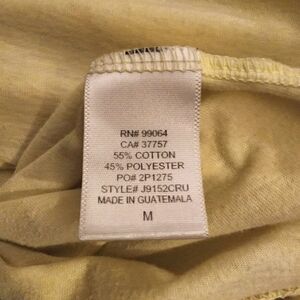 RN# 99064
CA# 37757
55% COTTON
45% POLYESTER
PO# 2P1275
STYLE# J9152CRU
MADE IN GUATEMALA
M